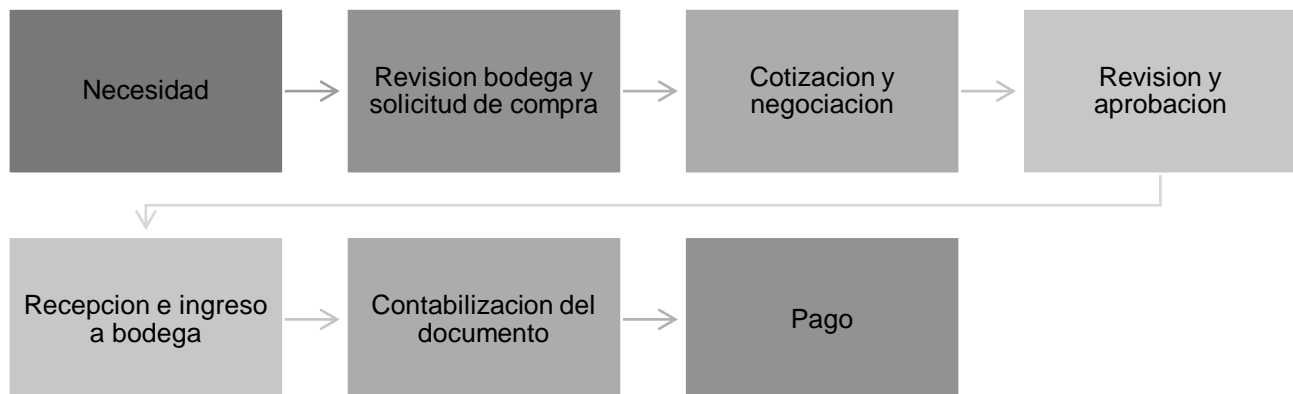 Necesidad
Revision bodega y
solicitud de compra
Cotizacion y
negociacion
Revision y
aprobacion
Recepcion e ingreso
a bodega
Contabilizacion del
documento
Pago